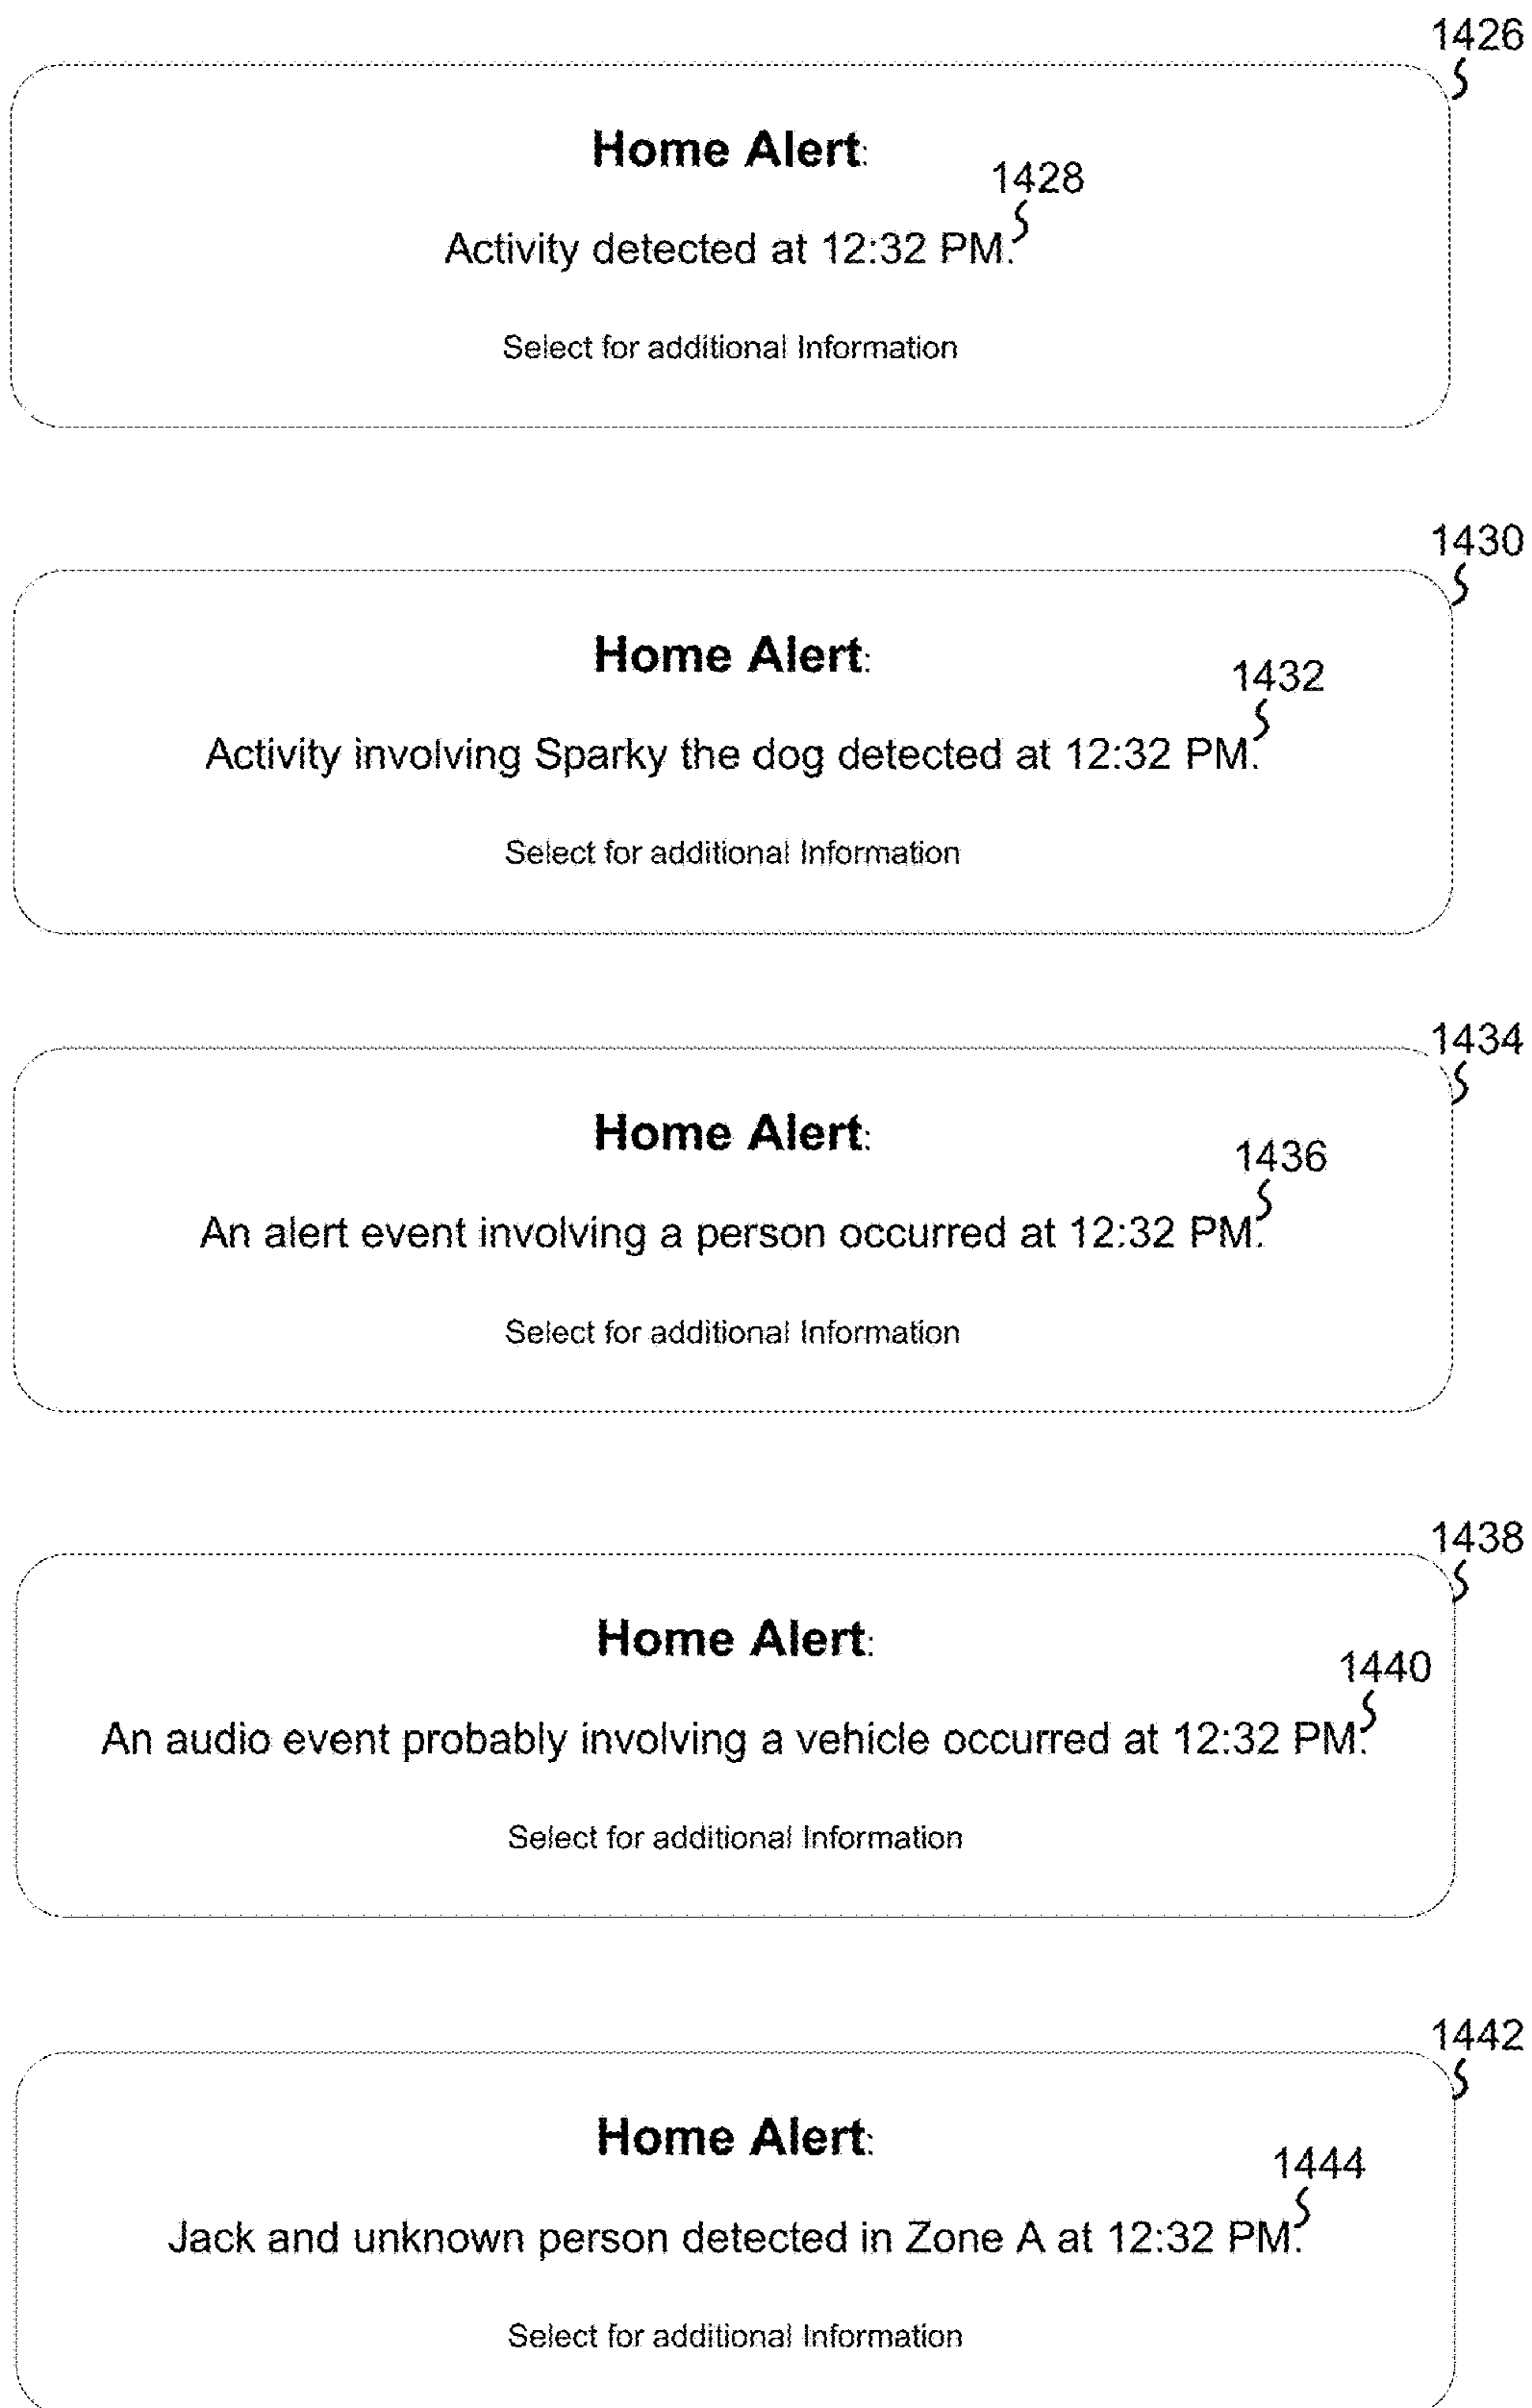 1426
Home Alert:
1428
Activity detected at 12:32 PM.
Select for additional Information
1430
Home Alert:
1432
Activity involving Sparky the dog detected at 12:32 PM.
Select for additional Information
1434
Home Alert:
1436
An alert event involving a person occurred at 12:32 PM.
Select for additional Information
1438
Home Alert:
1440
An audio event probably involving a vehicle occurred at 12:32 PM.
Select for additional Information
1442
Home Alert:
1444
Jack and unknown person detected in Zone A at 12:32 PM.
Select for additional Information